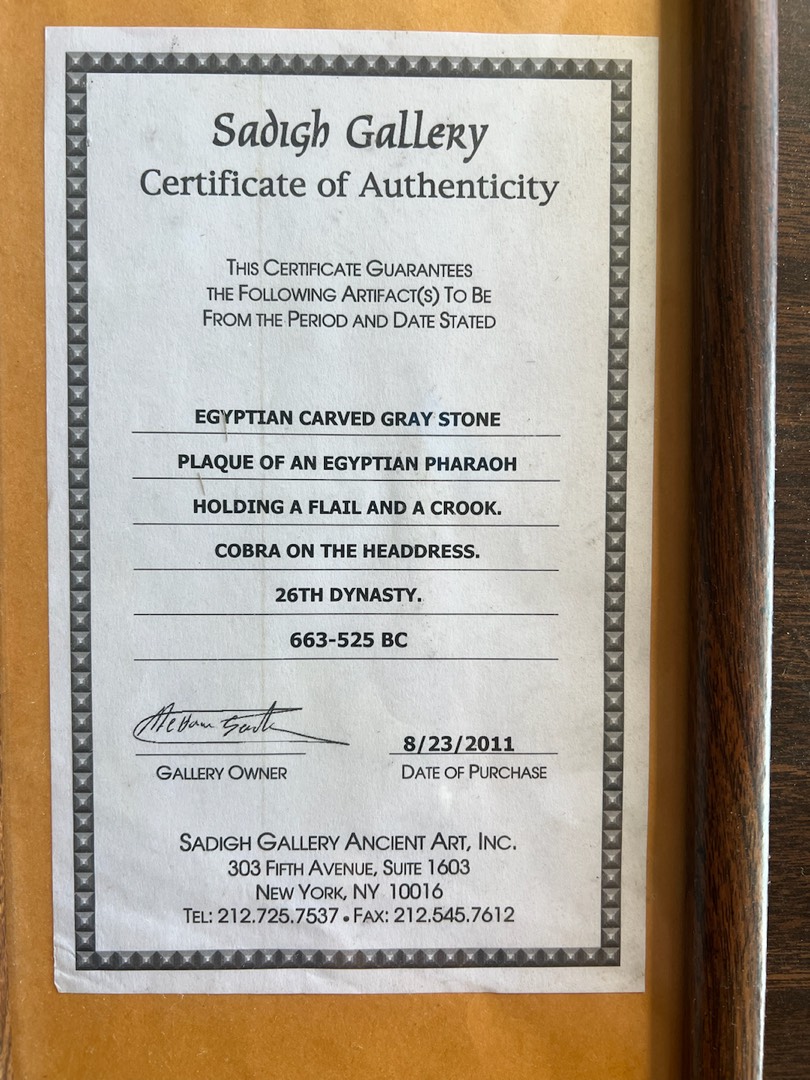 Sadigh Gallery
Certificate of Authenticity
THIS CERTIFICATE GUARANTEES
THE FOLLOWING ARTIFACT(S) TO BE
FROM THE PERIOD AND DATE STATED
EGYPTIAN CARVED GRAY STONE
PLAQUE OF AN EGYPTIAN PHARAOH
HOLDING A FLAIL AND A CROOK.
COBRA ON THE HEADDRESS.
26TH DYNASTY.
663-525 BC
8/23/2011
GALLERY OWNER DATE OF PURCHASE
SADIGH GALLERY ANCIENT ART, INC.
303 FIFTH AVENUE, SUITE 1603
NEW YORK, NY 10016
TEL: 212.725.7537 • FAX: 212.545.7612